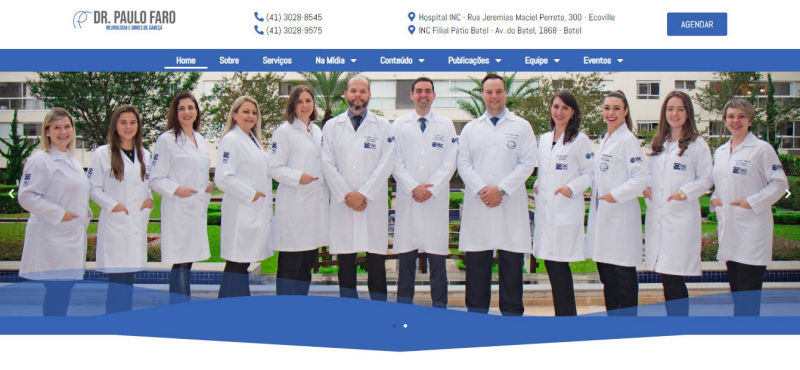 DR. PAULO FARO
NEUROLOGIA E DORES DE CABEÇA
(41) 3028-8545
(41) 3028-9575
Hospital INC - Rua Jeremias Maciel Perreto, 300 - Ecoville
INC Filial Pátio Batel - Av. do Batel, 1868 - Batel
AGENDAR
Home Sobre Serviços Na Mídia Conteúdo Publicações Equipe Eventos